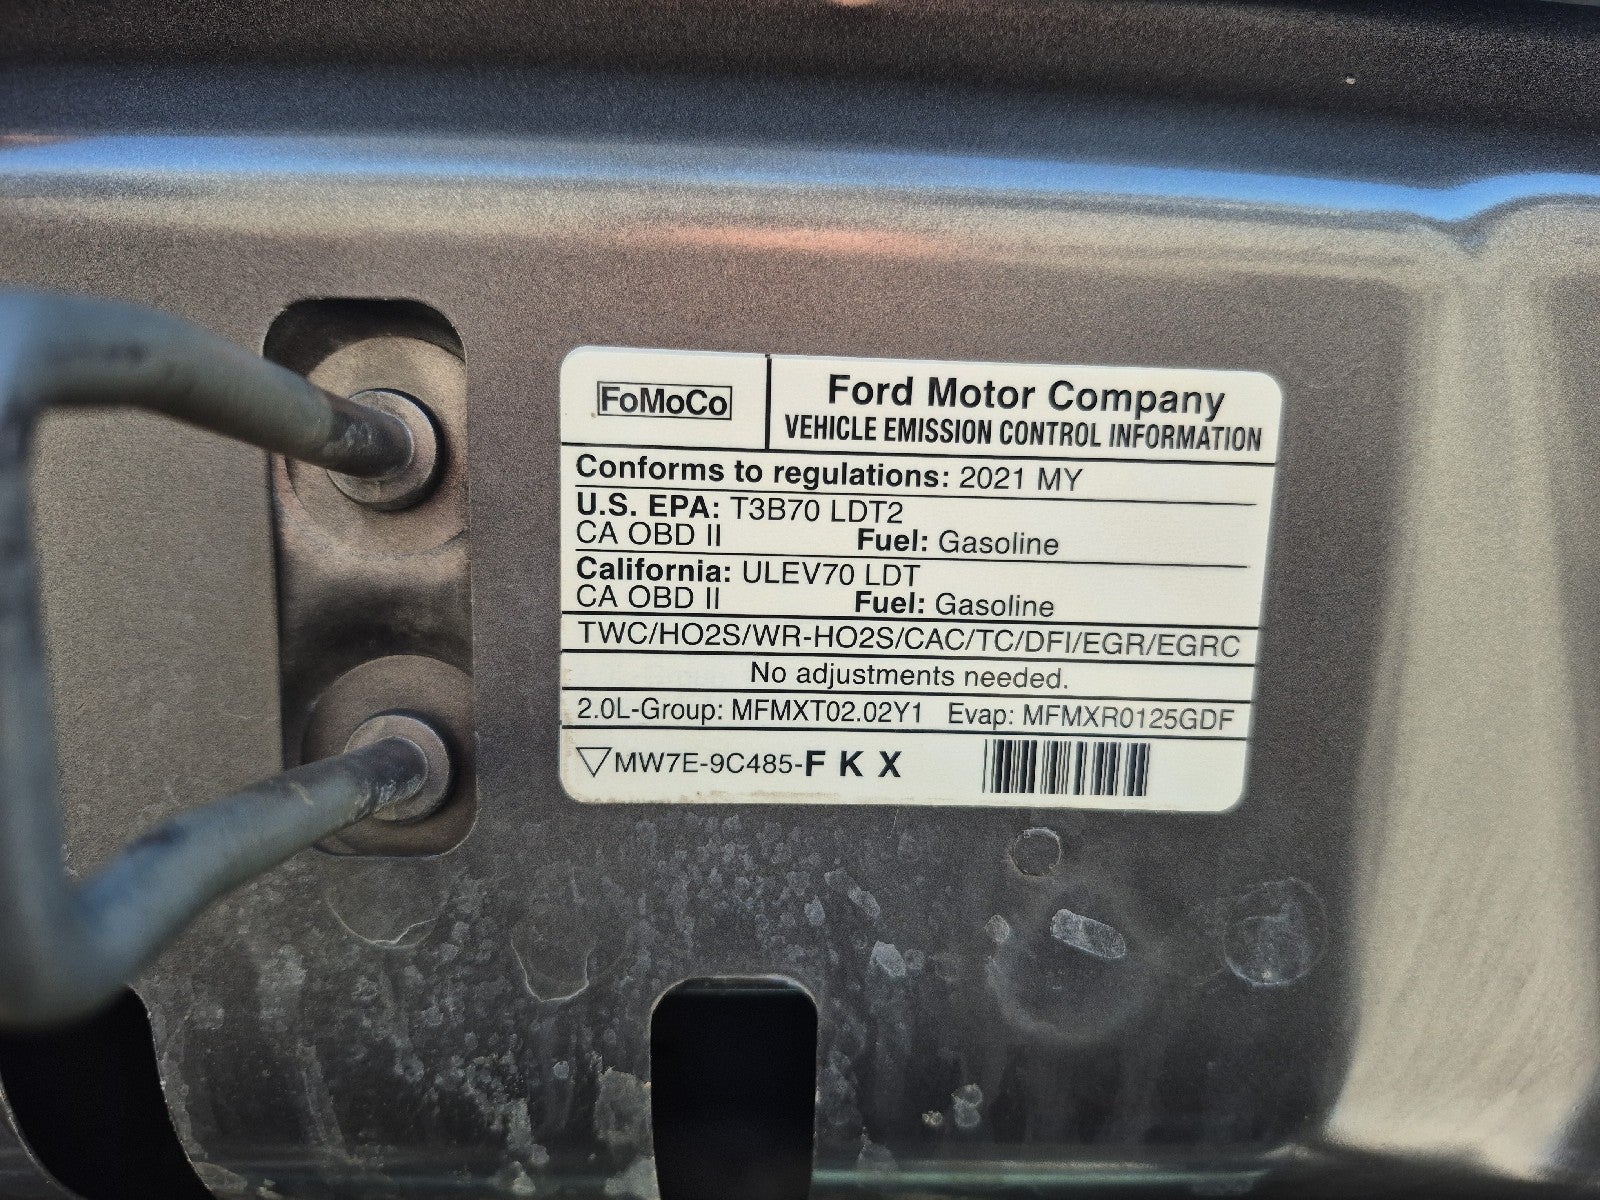 FoMoCo
Ford Motor Company
VEHICLE EMISSION CONTROL INFORMATION
Conforms to regulations: 2021 MY
U.S. EPA: T3B70 LDT2
CA OBD II Fuel: Gasoline
California: ULEV70 LDT
CA OBD II Fuel: Gasoline
TWC/HO2S/WR-HO2S/CAC/TC/DFI/EGR/EGRC
No adjustments needed.
2.0L-Group: MFMXT02.02Y1 Evap: MFMXR0125GDF
MW7E-9C485-F K X